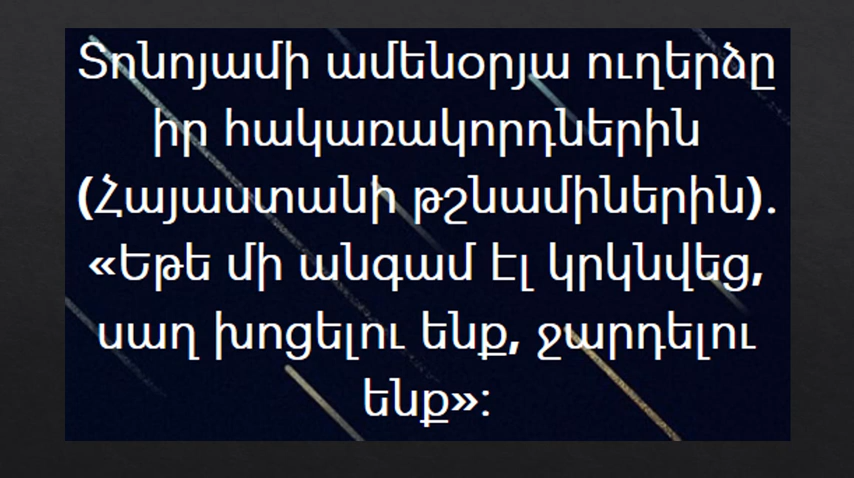 Տոնոյամի ամենօրյա ուղերձը
իր հակառակորդներին
(Հայաստանի թշնամիներին).
«Եթե մի անգամ էլ կրկնվեց,
սաղ խոցելու ենք, ջարդելու
ենք»: